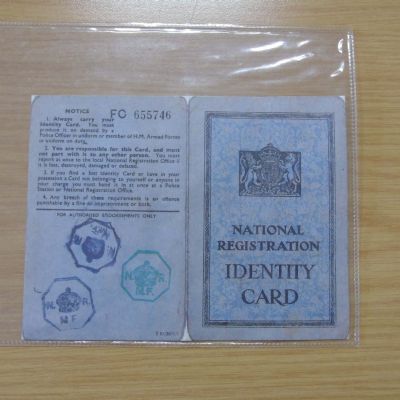 NOTICE
FC 655746
1. Always carry your
Identity Card. You must
produce it on demand by a
Police Officer in uniform or member of H.M. Armed Forces
in uniform on duty.
2. You are responsible for this Card, and must
not part with it to any other person. You must
report at once to the local National Registration Office if
it is lost, destroyed, damaged or defaced.
3. If you find a lost Identity Card or have in your
possession a Card not belonging to yourself or anyone in
your charge you must hand it in at once at a Police
Station or National Registration Office.
4. Any breach of these requirements is an offence
punishable by a fine or imprisonment or both.
FOR AUTHORISED ENDORSEMENTS ONLY
N. R.
N. R.
M F.
N. R.
M F.
NATIONAL
REGISTRATION
IDENTITY
CARD